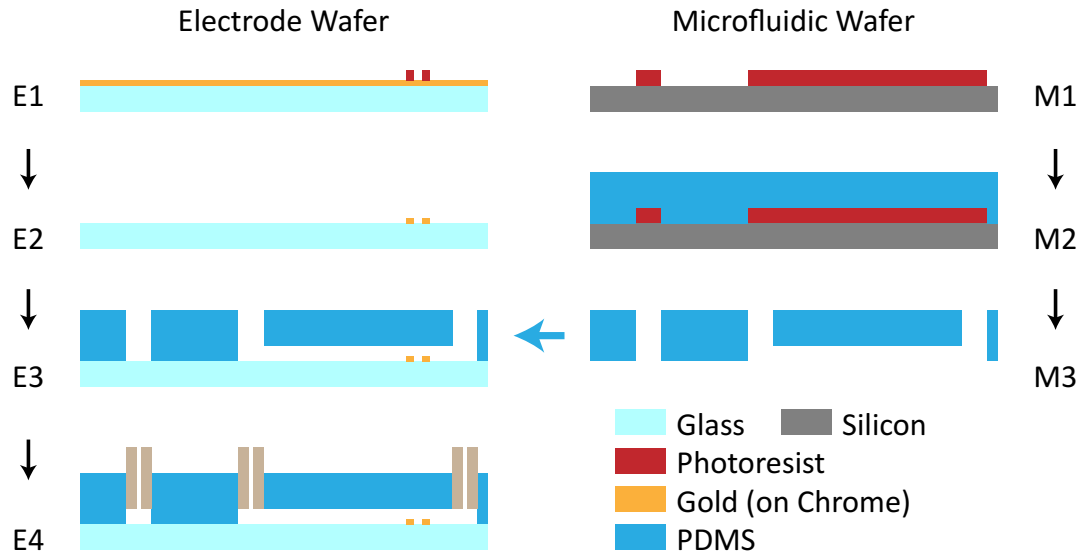 Electrode Wafer
Microfluidic Wafer
E1
M1
E2
M2
E3
M3
Glass
Silicon
Photoresist
Gold (on Chrome)
PDMS
E4